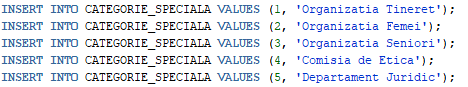 INSERT INTO CATEGORIE_SPECIALA VALUES (1, 'Organizatia Tineret');
INSERT INTO CATEGORIE_SPECIALA VALUES (2, 'Organizatia Femei');
INSERT INTO CATEGORIE_SPECIALA VALUES (3, 'Organizatia Seniori');
INSERT INTO CATEGORIE_SPECIALA VALUES (4, 'Comisia de Etica');
INSERT INTO CATEGORIE_SPECIALA VALUES (5, 'Departament Juridic');